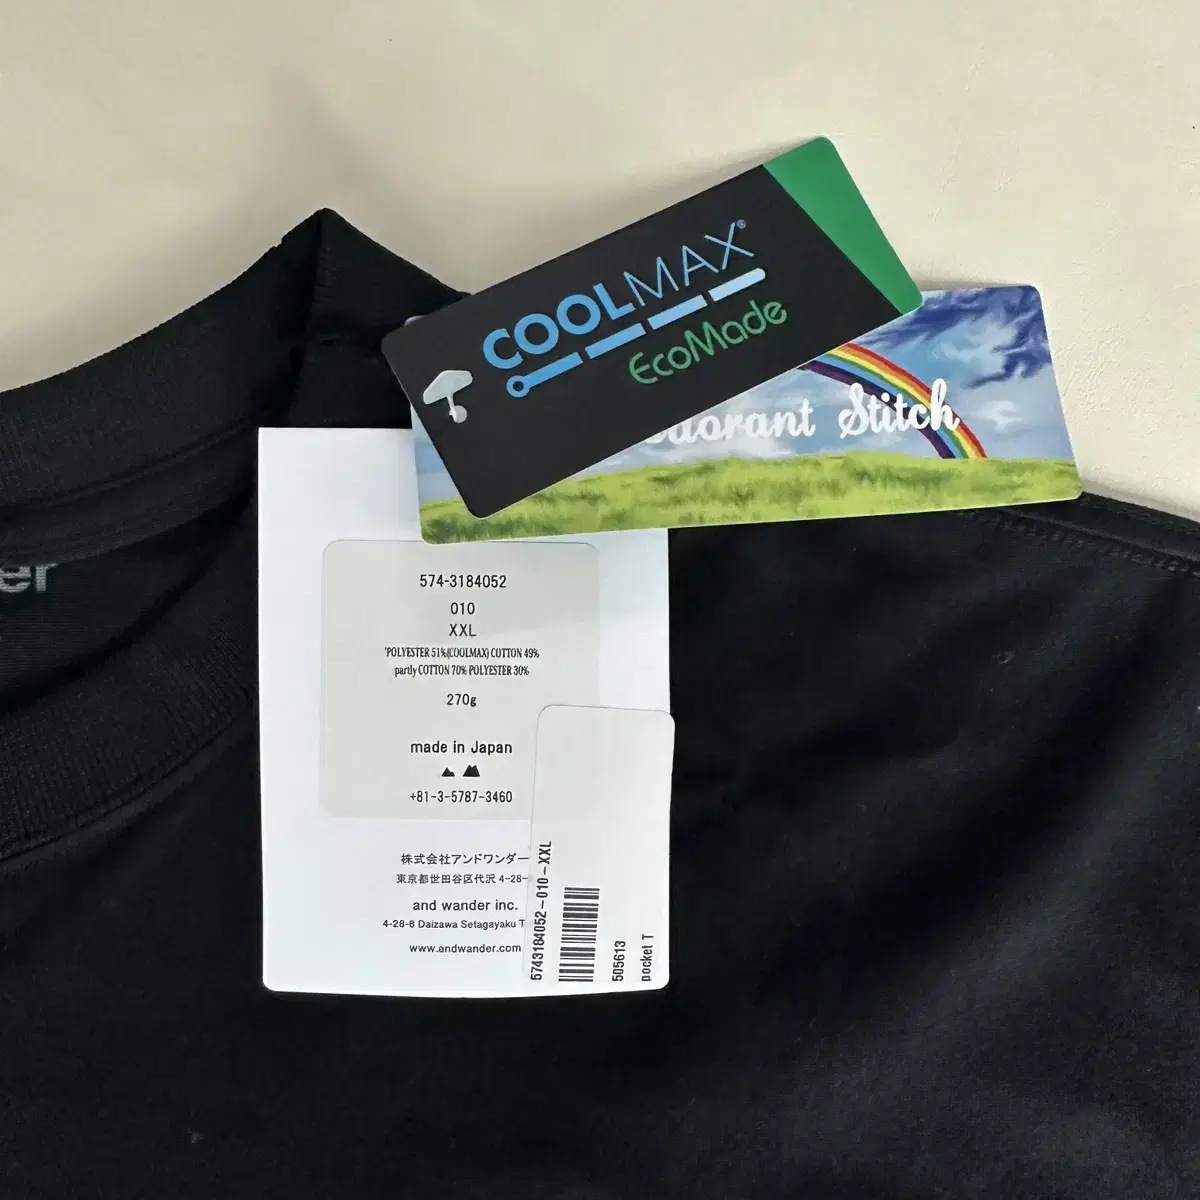 COOLMAX®
EcoMade
Stitch
er
574-3184052
010
XXL
POLYESTER 51%(COOLMAX) COTTON 49%
partly COTTON 70% POLYESTER 30%
270g
made in Japan
+81-3-5787-3460
株式会社アンドワンダー
東京都世田谷区代沢 4-28-
and wander inc.
4-28-8 Daizawa Setagayaku T
www.andwander.com
5743184052-010-XXL
505613
pocket T